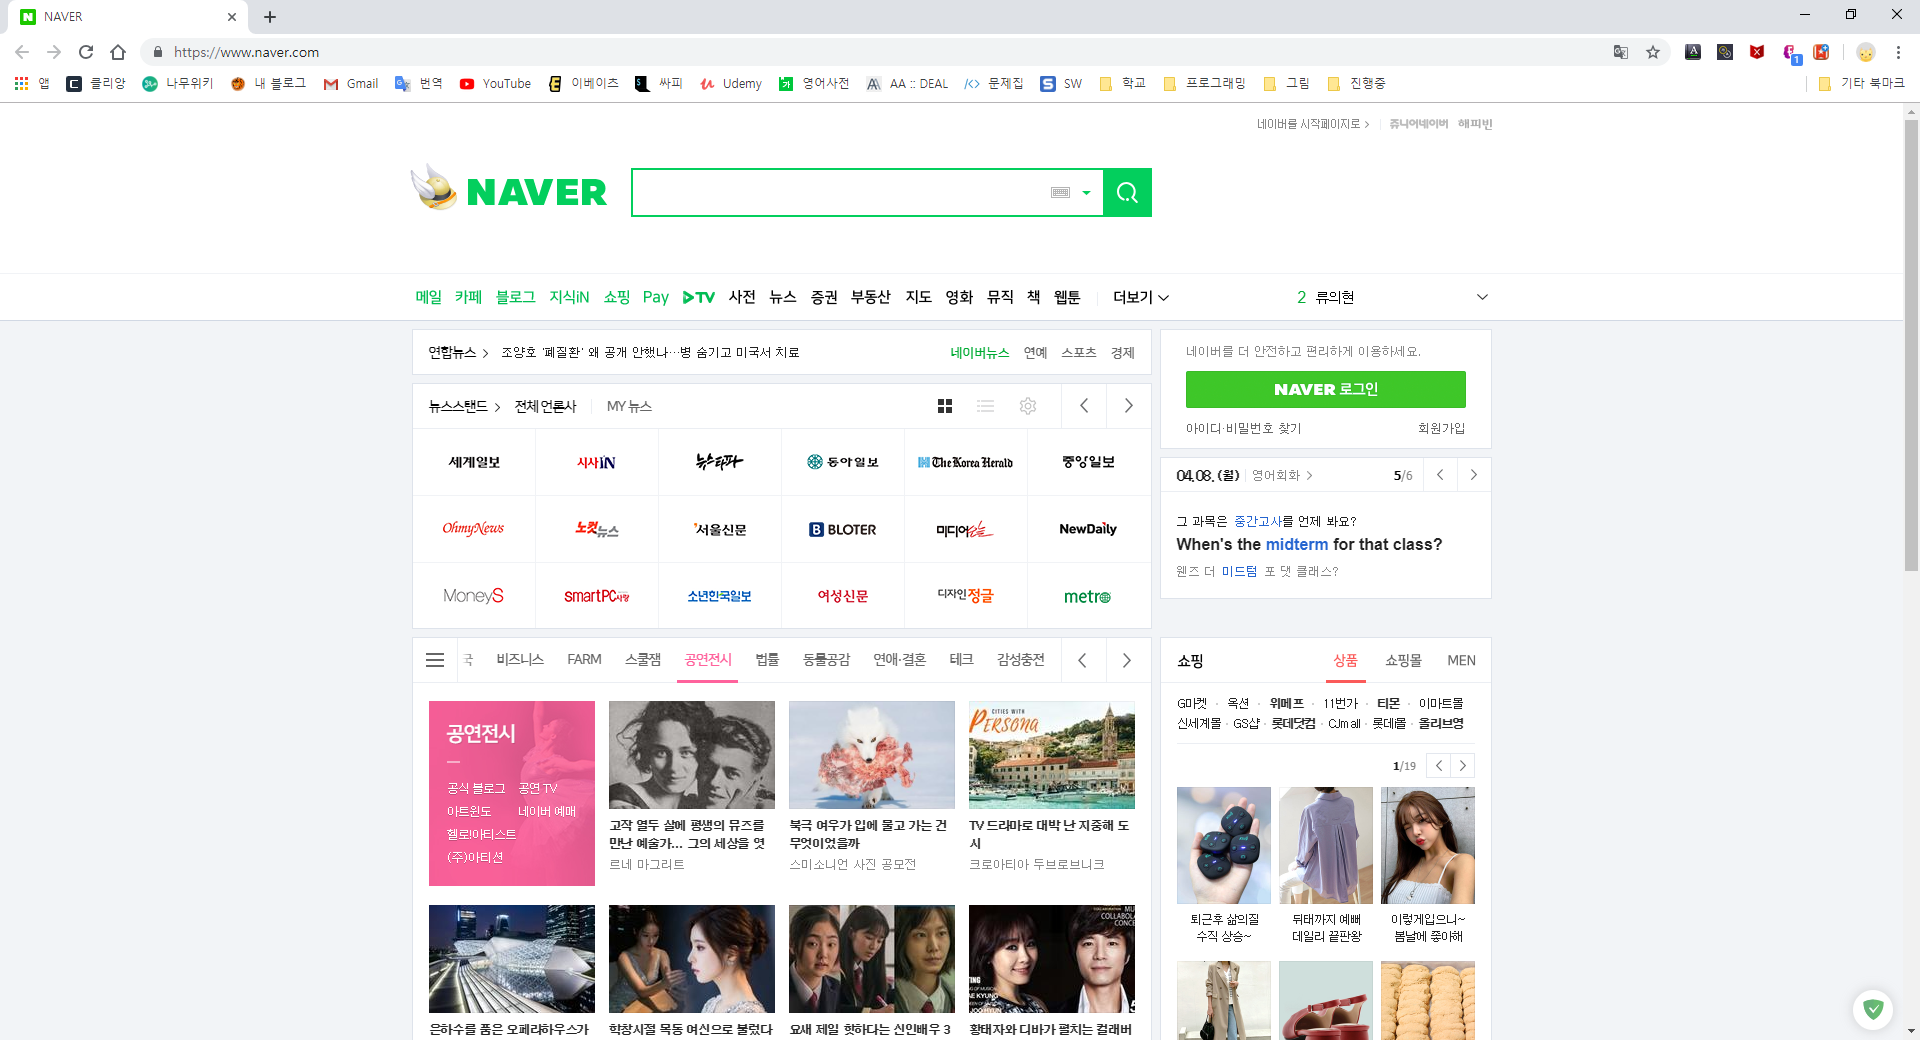 NAVER
https://www.naver.com
앱 클리앙 나무위키 내 블로그 Gmail 번역 YouTube 이베이츠 싸피 Udemy 영어사전 AA :: DEAL 문제집 SW 학교 프로그래밍 그림 진행중 기타 북마크
네이버를 시작페이지로 쥬니어네이버 해피빈
NAVER
메일 카페 블로그 지식iN 쇼핑 Pay TV 사전 뉴스 증권 부동산 지도 영화 뮤직 책 웹툰 더보기 2 류의현
연합뉴스 조양호 '폐질환' 왜 공개 안했나…병 숨기고 미국서 치료 네이버뉴스 연예 스포츠 경제
네이버를 더 안전하고 편리하게 이용하세요.
NAVER 로그인
아이디·비밀번호 찾기 회원가입
뉴스스탠드 전체 언론사 MY 뉴스
세계일보 시사IN 뉴스타파 동아일보 The Korea Herald 중앙일보
OhmyNews 노컷뉴스 서울신문 BLOTER 미디어오늘 NewDaily
MoneyS smartPC사랑 소년한국일보 여성신문 디자인정글 metro
04.08.(월) 영어회화 5/6
그 과목은 중간고사를 언제 봐요?
When's the midterm for that class?
웬즈 더 미드텀 포 댓 클래스?
국 비즈니스 FARM 스쿨잼 공연전시 법률 동물공감 연애·결혼 테크 감성충전
공연전시
공식 블로그 공연 TV
아트윈도 네이버 예매
헬로!아티스트
(주)아티션
CITIES WITH
PERSONA
고작 열두 살에 평생의 뮤즈를
만난 예술가... 그의 세상을 엿
르네 마그리트
북극 여우가 입에 물고 가는 건
무엇이었을까
스미소니언 사진 공모전
TV 드라마로 대박 난 지중해 도
시
크로아티아 두브로브니크
은하수를 품은 오페라하우스가
학창시절 목동 여신으로 불렸다
요새 제일 핫하다는 신인배우 3
황태자와 디바가 펼치는 컬래버
쇼핑 상품 쇼핑몰 MEN
G마켓 · 옥션 · 위메프 · 11번가 · 티몬 · 이마트몰
신세계몰 · GS샵 · 롯데닷컴 · CJmall · 롯데i몰 · 올리브영
1/19
퇴근후 삶의질
수직 상승~
뒤태까지 예뻐
데일리 끝판왕
이렇게입으니~
봄날에 좋아해